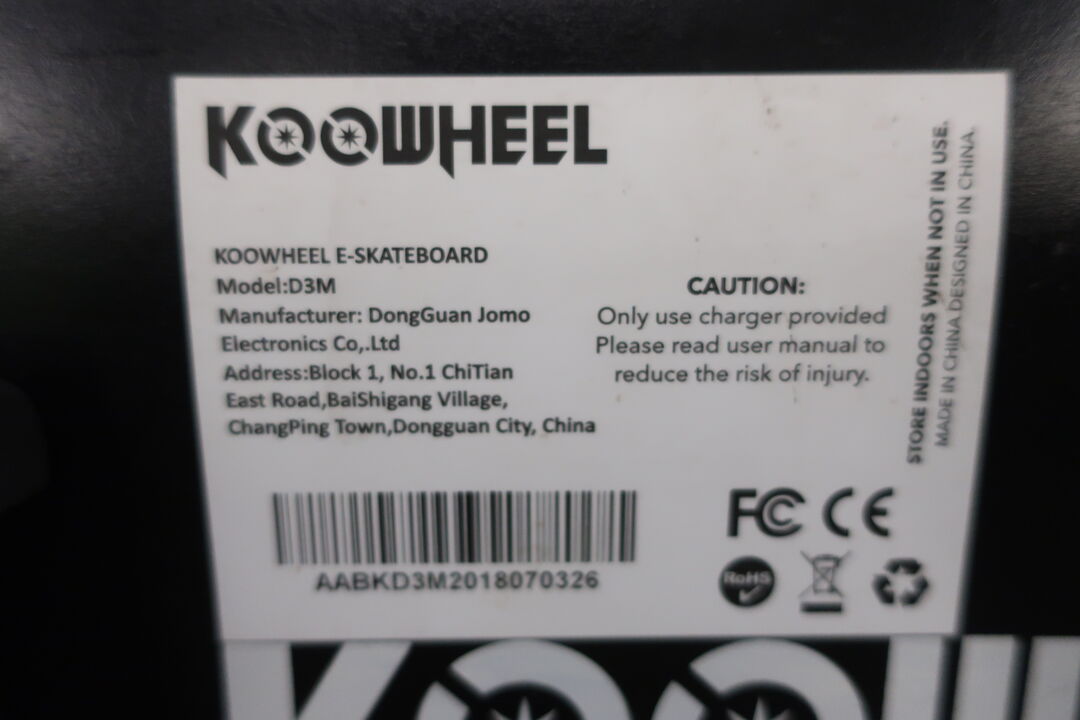 KOOWHEEL
KOOWHEEL E-SKATEBOARD
Model:D3M
Manufacturer: DongGuan Jomo
Electronics Co,.Ltd
Address:Block 1, No.1 ChiTian
East Road,BaiShigang Village,
ChangPing Town,Dongguan City, China
CAUTION:
Only use charger provided
Please read user manual to
reduce the risk of injury.
STORE INDOORS WHEN NOT IN USE.
MADE IN CHINA DESIGNED IN CHINA.
AABKD3M2018070326
FC CE
RoHS